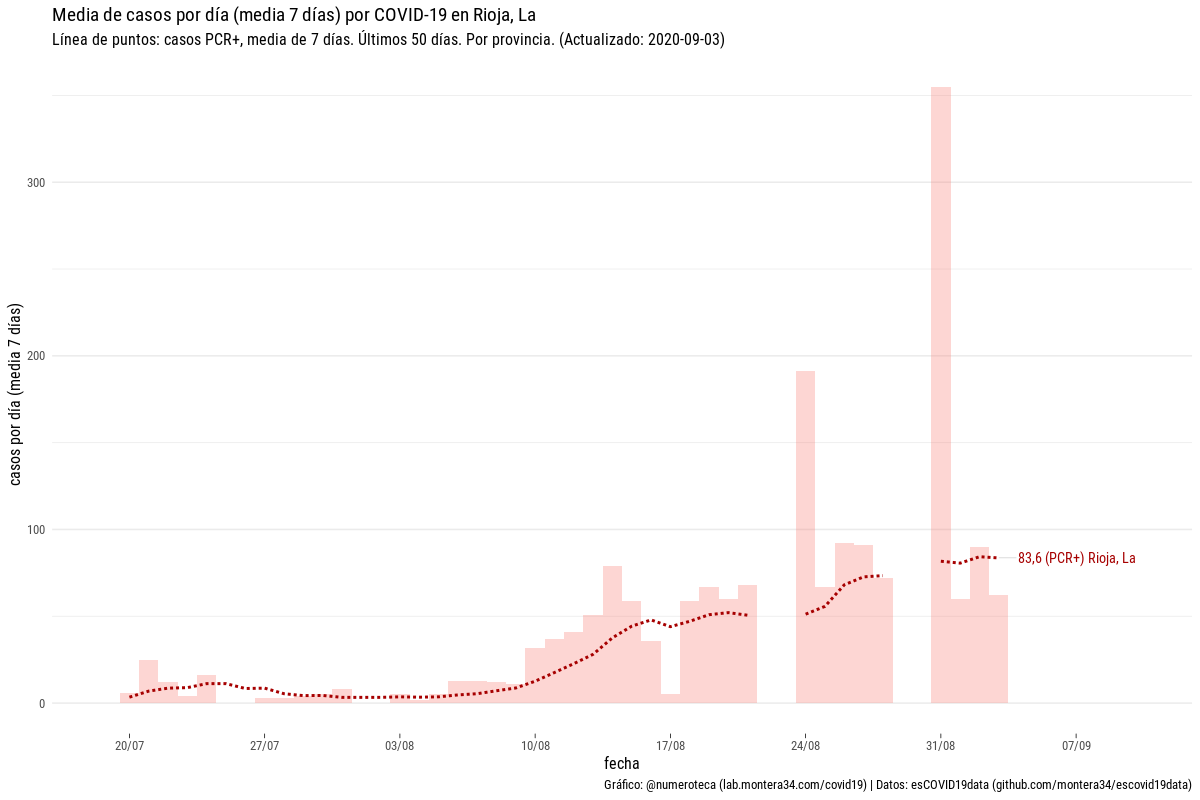 Media de casos por día (media 7 días) por COVID-19 en Rioja, La
Línea de puntos: casos PCR+, media de 7 días. Últimos 50 días. Por provincia. (Actualizado: 2020-09-03)
casos por día (media 7 días)
300
200
100
0
83,6 (PCR+) Rioja, La
20/07 27/07 03/08 10/08 17/08 24/08 31/08 07/09
fecha
Gráfico: @numeroteca (lab.montera34.com/covid19) | Datos: esCOVID19data (github.com/montera34/escovid19data)